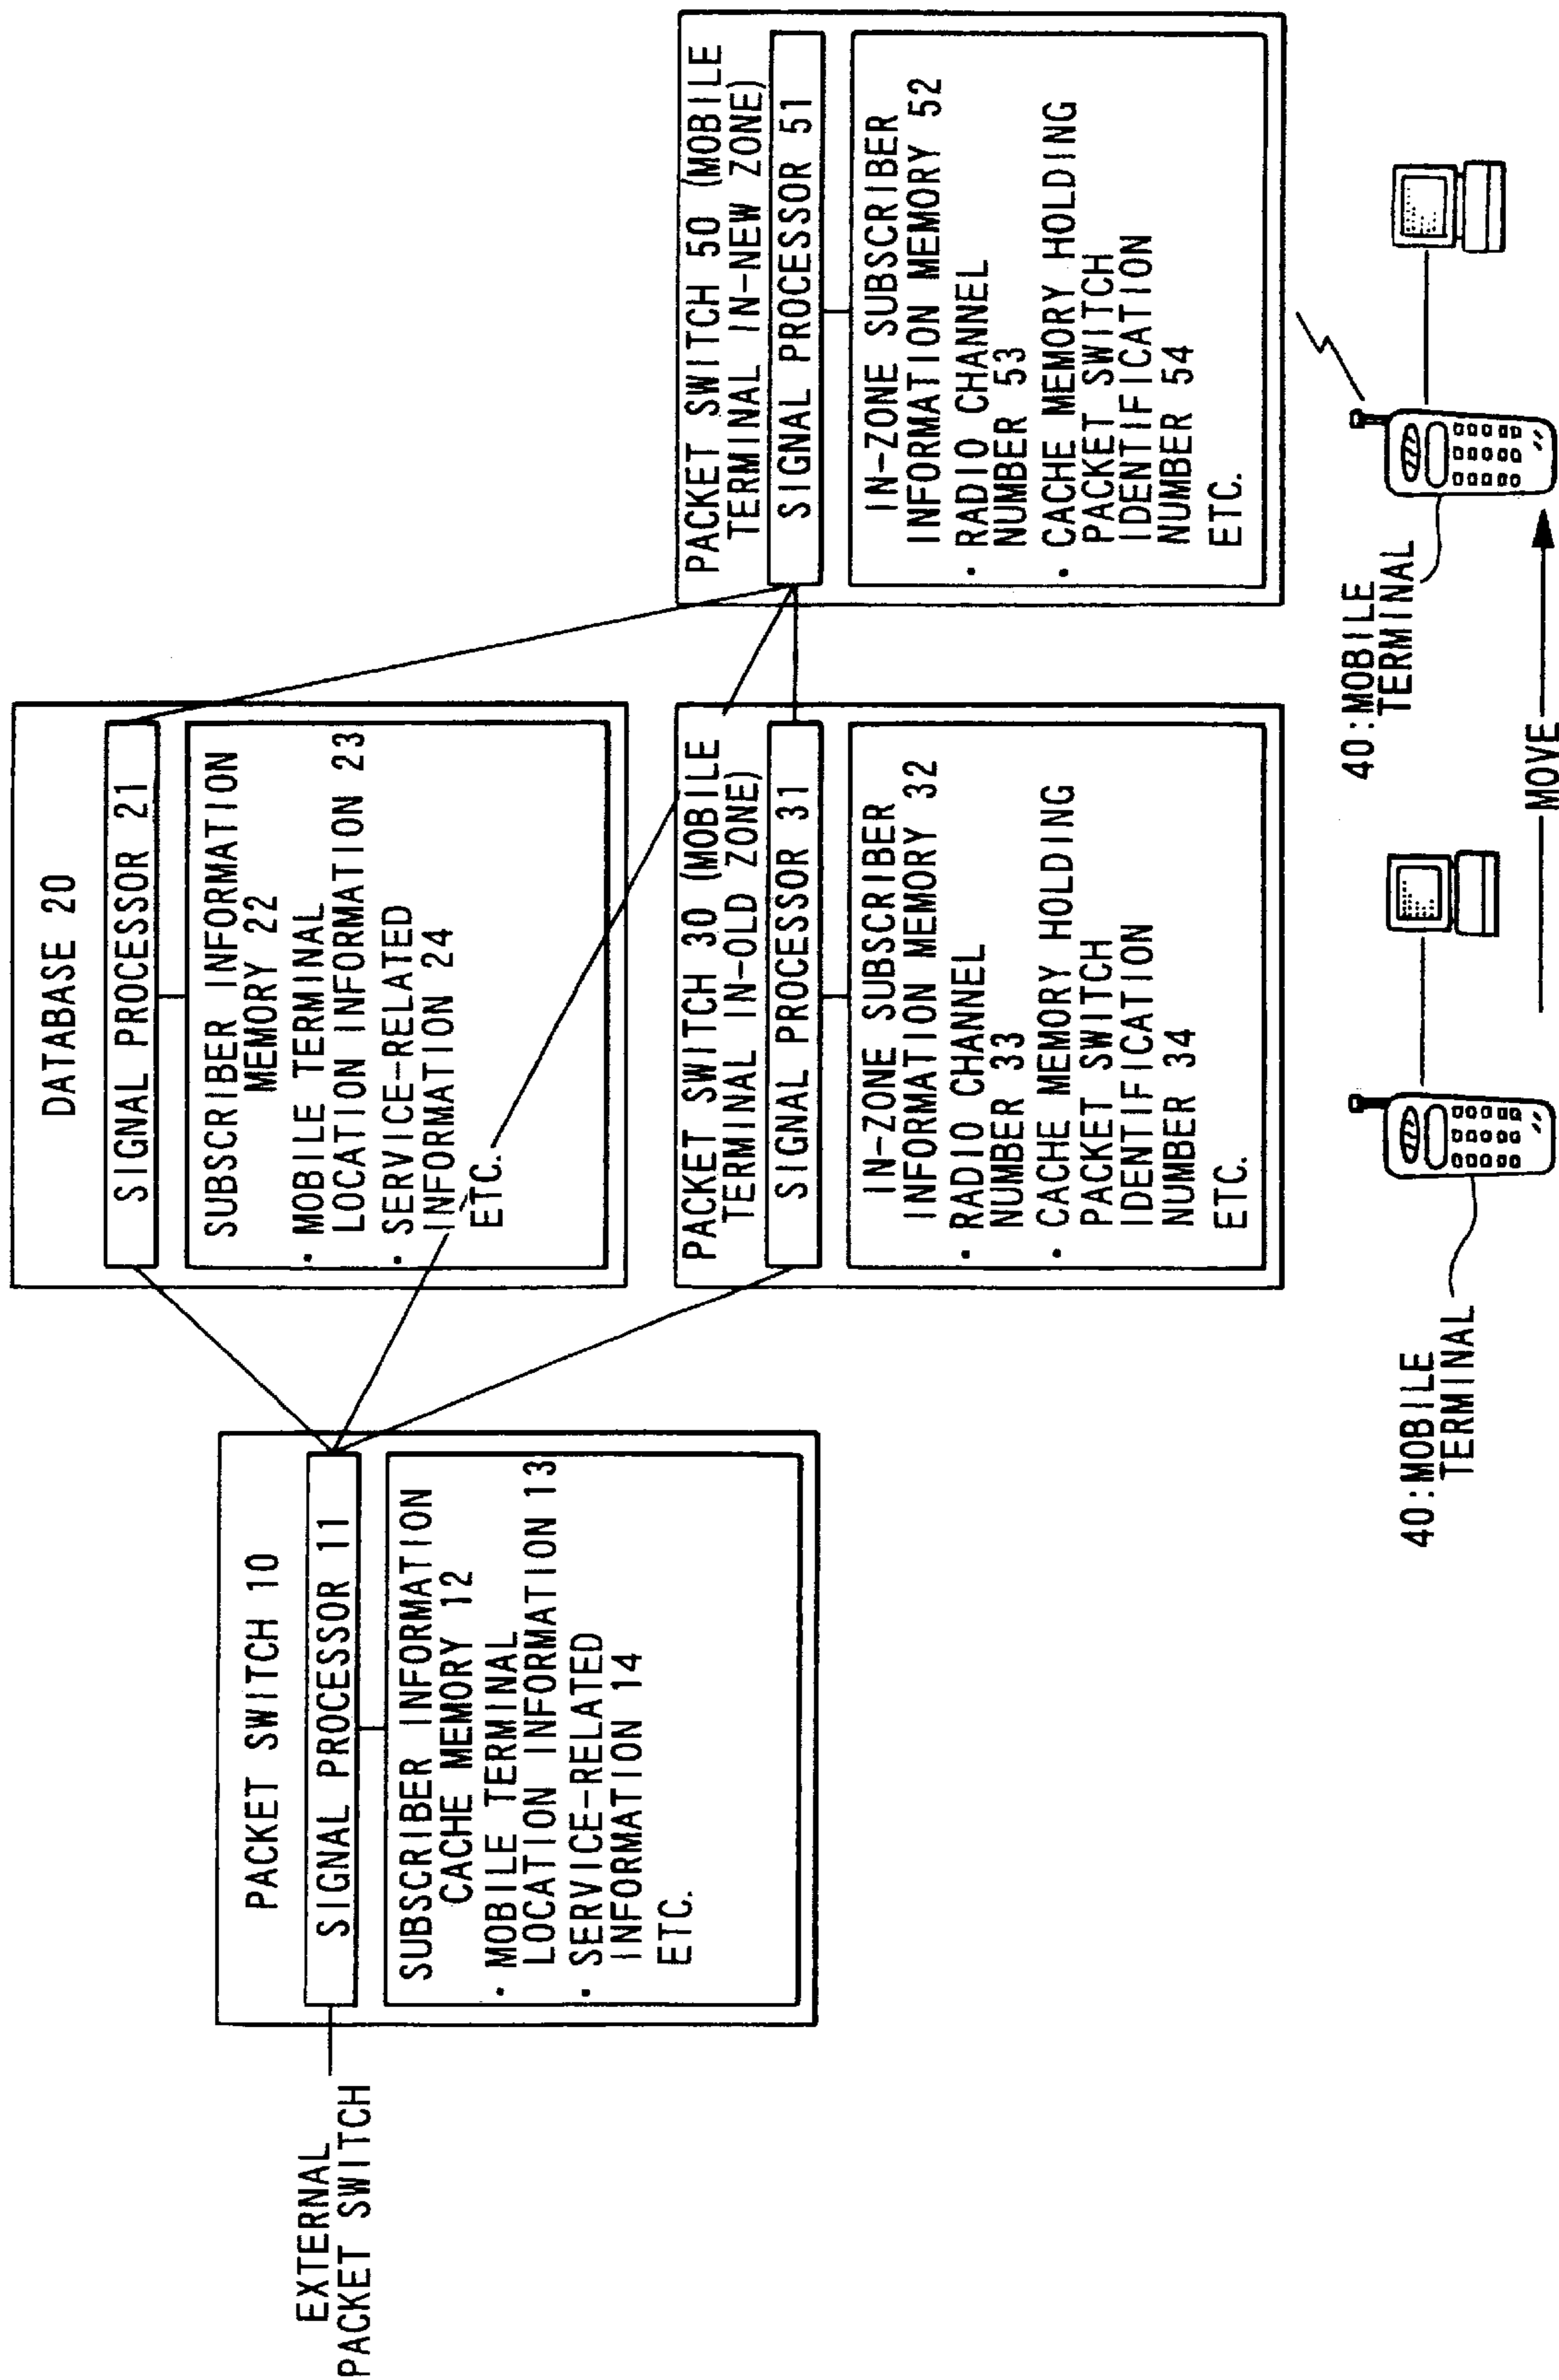 EXTERNAL
PACKET SWITCH
PACKET SWITCH 10
SIGNAL PROCESSOR 11
SUBSCRIBER INFORMATION
CACHE MEMORY 12
· MOBILE TERMINAL
LOCATION INFORMATION 13
· SERVICE-RELATED
INFORMATION 14
ETC.
DATABASE 20
SIGNAL PROCESSOR 21
SUBSCRIBER INFORMATION
MEMORY 22
· MOBILE TERMINAL
LOCATION INFORMATION 23
· SERVICE-RELATED
INFORMATION 24
ETC.
PACKET SWITCH 30 (MOBILE
TERMINAL IN-OLD ZONE)
SIGNAL PROCESSOR 31
IN-ZONE SUBSCRIBER
INFORMATION MEMORY 32
· RADIO CHANNEL
NUMBER 33
· CACHE MEMORY HOLDING
PACKET SWITCH
IDENTIFICATION
NUMBER 34
ETC.
PACKET SWITCH 50 (MOBILE
TERMINAL IN-NEW ZONE)
SIGNAL PROCESSOR 51
IN-ZONE SUBSCRIBER
INFORMATION MEMORY 52
· RADIO CHANNEL
NUMBER 53
· CACHE MEMORY HOLDING
PACKET SWITCH
IDENTIFICATION
NUMBER 54
ETC.
40:MOBILE
TERMINAL
40:MOBILE
TERMINAL
MOVE